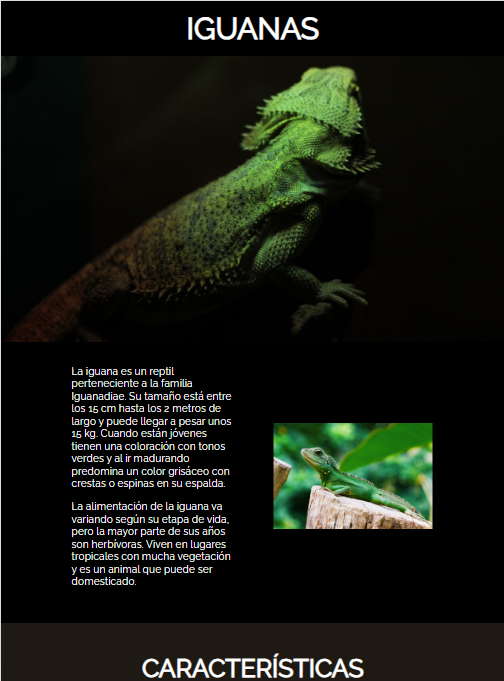 IGUANAS
La iguana es un reptil
perteneciente a la familia
Iguanadiae. Su tamaño está entre
los 15 cm hasta los 2 metros de
largo y puede llegar a pesar unos
15 kg. Cuando están jóvenes
tienen una coloración con tonos
verdes y al ir madurando
predomina un color grisáceo con
crestas o espinas en su espalda.
La alimentación de la iguana va
variando según su etapa de vida,
pero la mayor parte de sus años
son herbívoras. Viven en lugares
tropicales con mucha vegetación
y es un animal que puede ser
domesticado.
CARACTERÍSTICAS